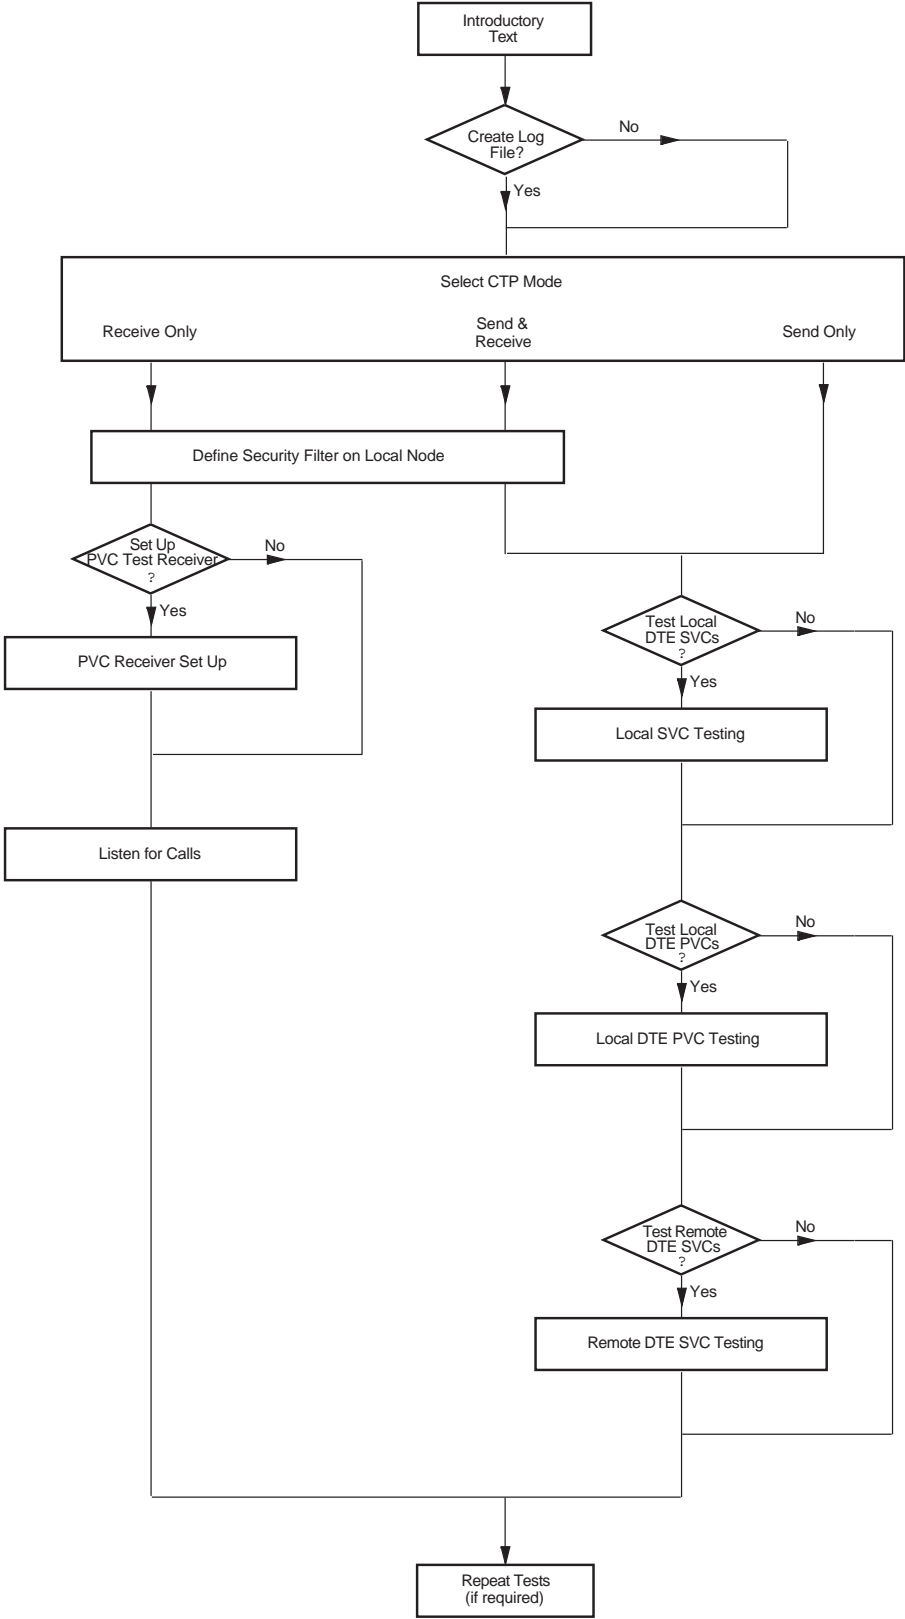 Introductory
Text
Create Log
File?
No
Yes
Select CTP Mode
Receive Only
Send &
Receive
Send Only
Define Security Filter on Local Node
Set Up
PVC Test Receiver
?
No
Yes
PVC Receiver Set Up
Listen for Calls
Test Local
DTE SVCs
?
No
Yes
Local SVC Testing
Test Local
DTE PVCs
?
No
Yes
Local DTE PVC Testing
Test Remote
DTE SVCs
?
No
Yes
Remote DTE SVC Testing
Repeat Tests
(if required)